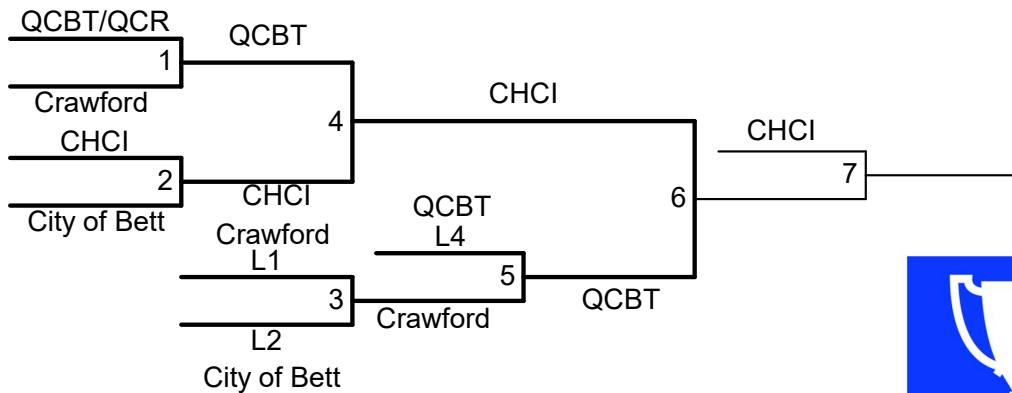 QCBT/QCR
QCBT
1
Crawford
CHCI
4
CHCI
CHCI
2
7
CHCI
6
City of Bett
QCBT
Crawford
L4
L1
5
3
QCBT
Crawford
L2
City of Bett